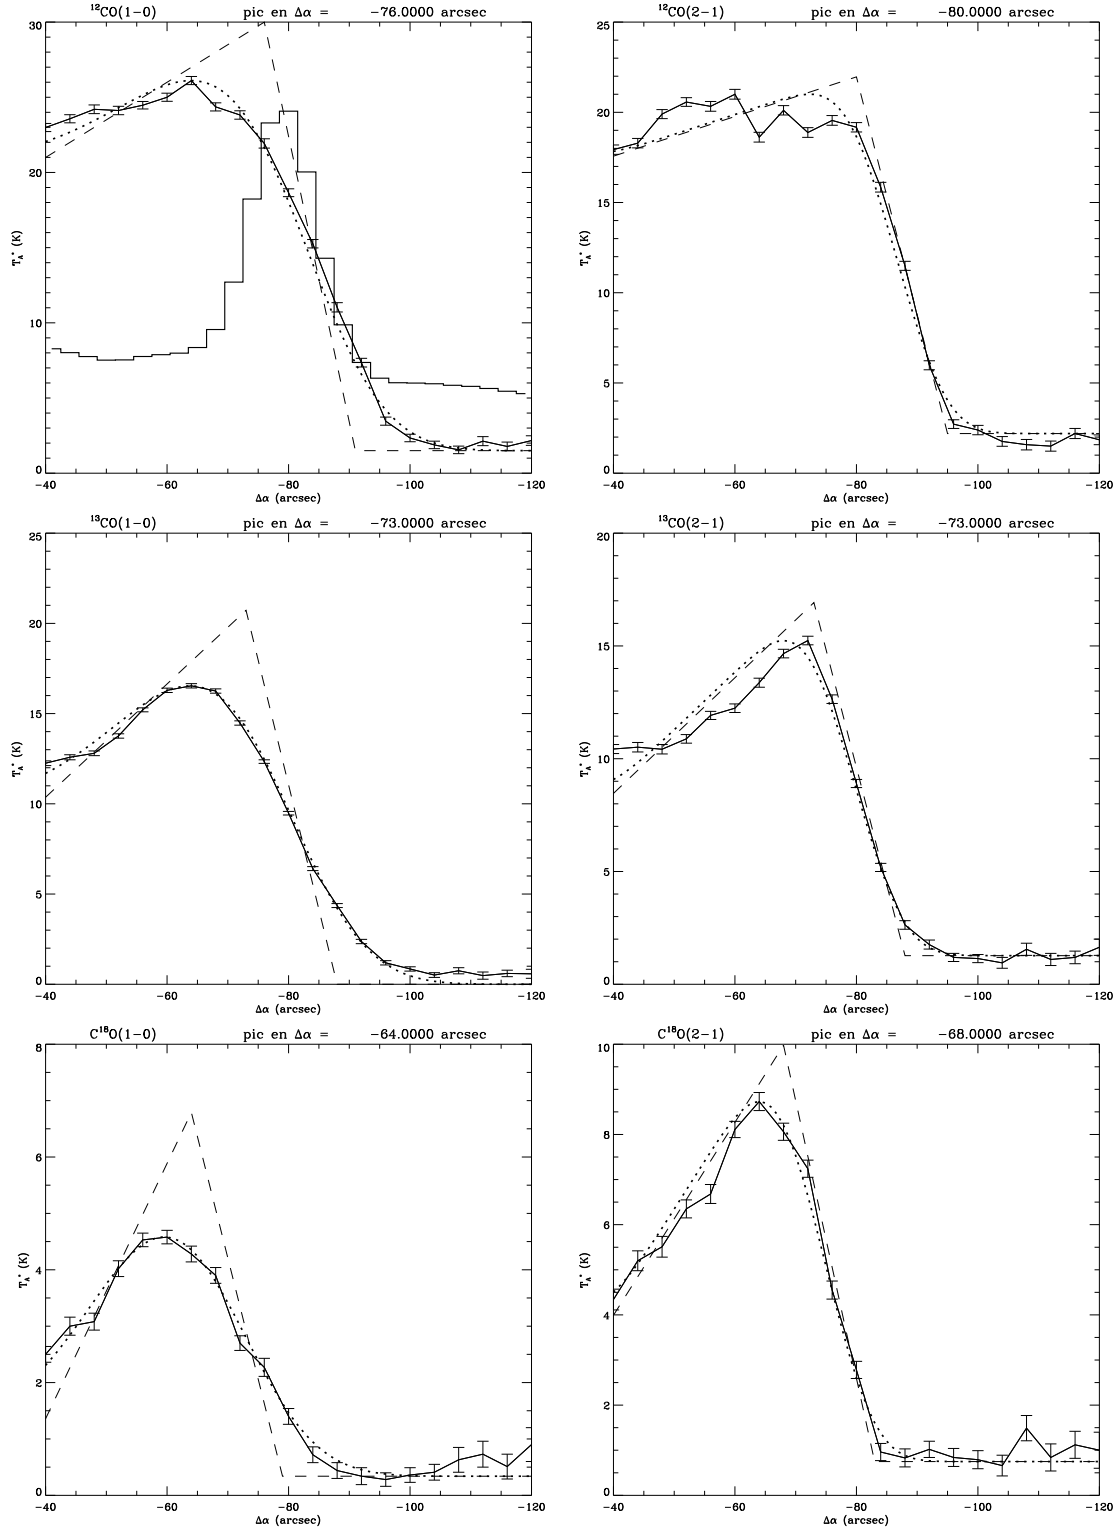 ¹²CO(1−0) pic en Δα = −76.0000 arcsec
30
20
10
0
T_A^* (K)
−40 −60 −80 −100 −120
Δα (arcsec)
¹²CO(2−1) pic en Δα = −80.0000 arcsec
25
20
15
10
5
0
T_A^* (K)
−40 −60 −80 −100 −120
Δα (arcsec)
¹³CO(1−0) pic en Δα = −73.0000 arcsec
25
20
15
10
5
0
T_A^* (K)
−40 −60 −80 −100 −120
Δα (arcsec)
¹³CO(2−1) pic en Δα = −73.0000 arcsec
20
15
10
5
0
T_A^* (K)
−40 −60 −80 −100 −120
Δα (arcsec)
C¹⁸O(1−0) pic en Δα = −64.0000 arcsec
8
6
4
2
0
T_A^* (K)
−40 −60 −80 −100 −120
Δα (arcsec)
C¹⁸O(2−1) pic en Δα = −68.0000 arcsec
10
8
6
4
2
0
T_A^* (K)
−40 −60 −80 −100 −120
Δα (arcsec)